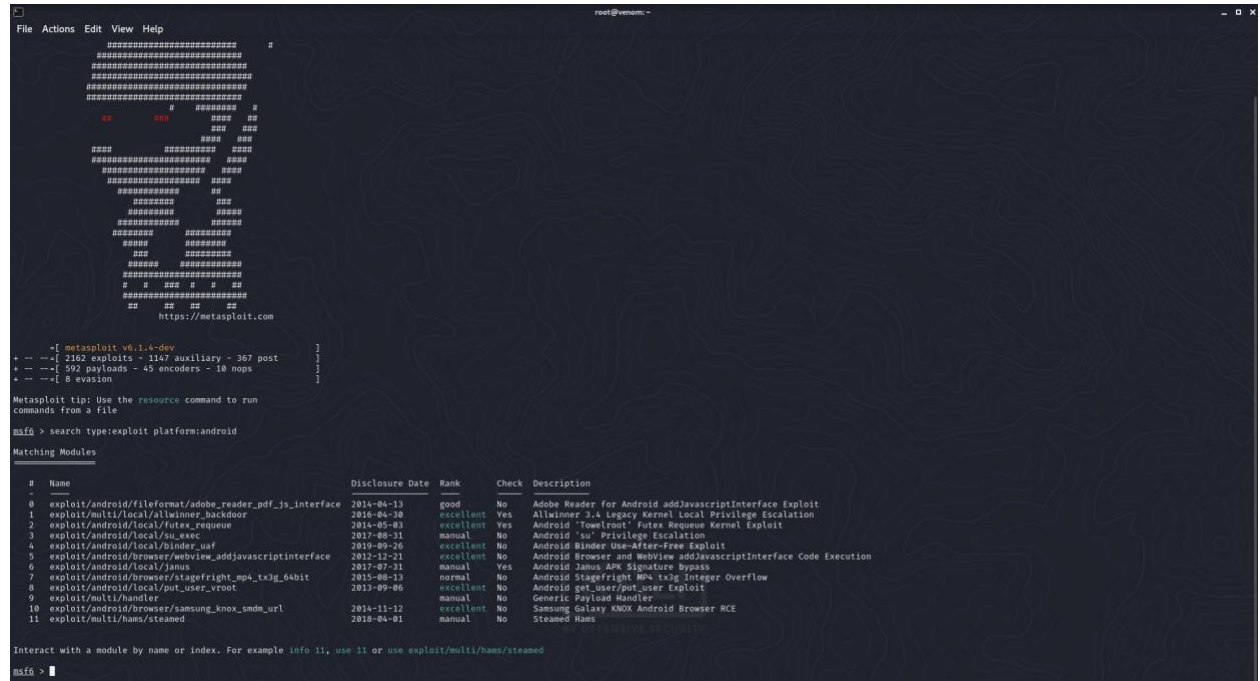 root@venom: ~
File Actions Edit View Help
https://metasploit.com
=[ metasploit v6.1.4-dev ]
+ -- --=[ 2162 exploits - 1147 auxiliary - 367 post ]
+ -- --=[ 592 payloads - 45 encoders - 10 nops ]
+ -- --=[ 8 evasion ]
Metasploit tip: Use the resource command to run
commands from a file
msf6 > search type:exploit platform:android
Matching Modules
# Name Disclosure Date Rank Check Description
0 exploit/android/fileformat/adobe_reader_pdf_js_interface 2014-04-13 good No Adobe Reader for Android addJavascriptInterface Exploit
1 exploit/multi/local/allwinner_backdoor 2016-04-30 excellent Yes Allwinner 3.4 Legacy Kernel Local Privilege Escalation
2 exploit/android/local/futex_requeue 2014-05-03 excellent Yes Android 'Towelroot' Futex Requeue Kernel Exploit
3 exploit/android/local/su_exec 2017-08-31 manual No Android 'su' Privilege Escalation
4 exploit/android/local/binder_uaf 2019-09-26 excellent No Android Binder Use-After-Free Exploit
5 exploit/android/browser/webview_addjavascriptinterface 2012-12-21 excellent No Android Browser and WebView addJavascriptInterface Code Execution
6 exploit/android/local/janus 2017-07-31 manual Yes Android Janus APK Signature bypass
7 exploit/android/browser/stagefright_mp4_tx3g_64bit 2015-08-13 normal No Android Stagefright MP4 tx3g Integer Overflow
8 exploit/android/local/put_user_vroot 2013-09-06 excellent No Android get_user/put_user Exploit
9 exploit/multi/handler manual No Generic Payload Handler
10 exploit/android/browser/samsung_knox_smdm_url 2014-11-12 excellent No Samsung Galaxy KNOX Android Browser RCE
11 exploit/multi/hams/steamed 2018-04-01 manual No Steamed Hams
BY OFFENSIVE SECURITY
Interact with a module by name or index. For example info 11, use 11 or use exploit/multi/hams/steamed
msf6 >